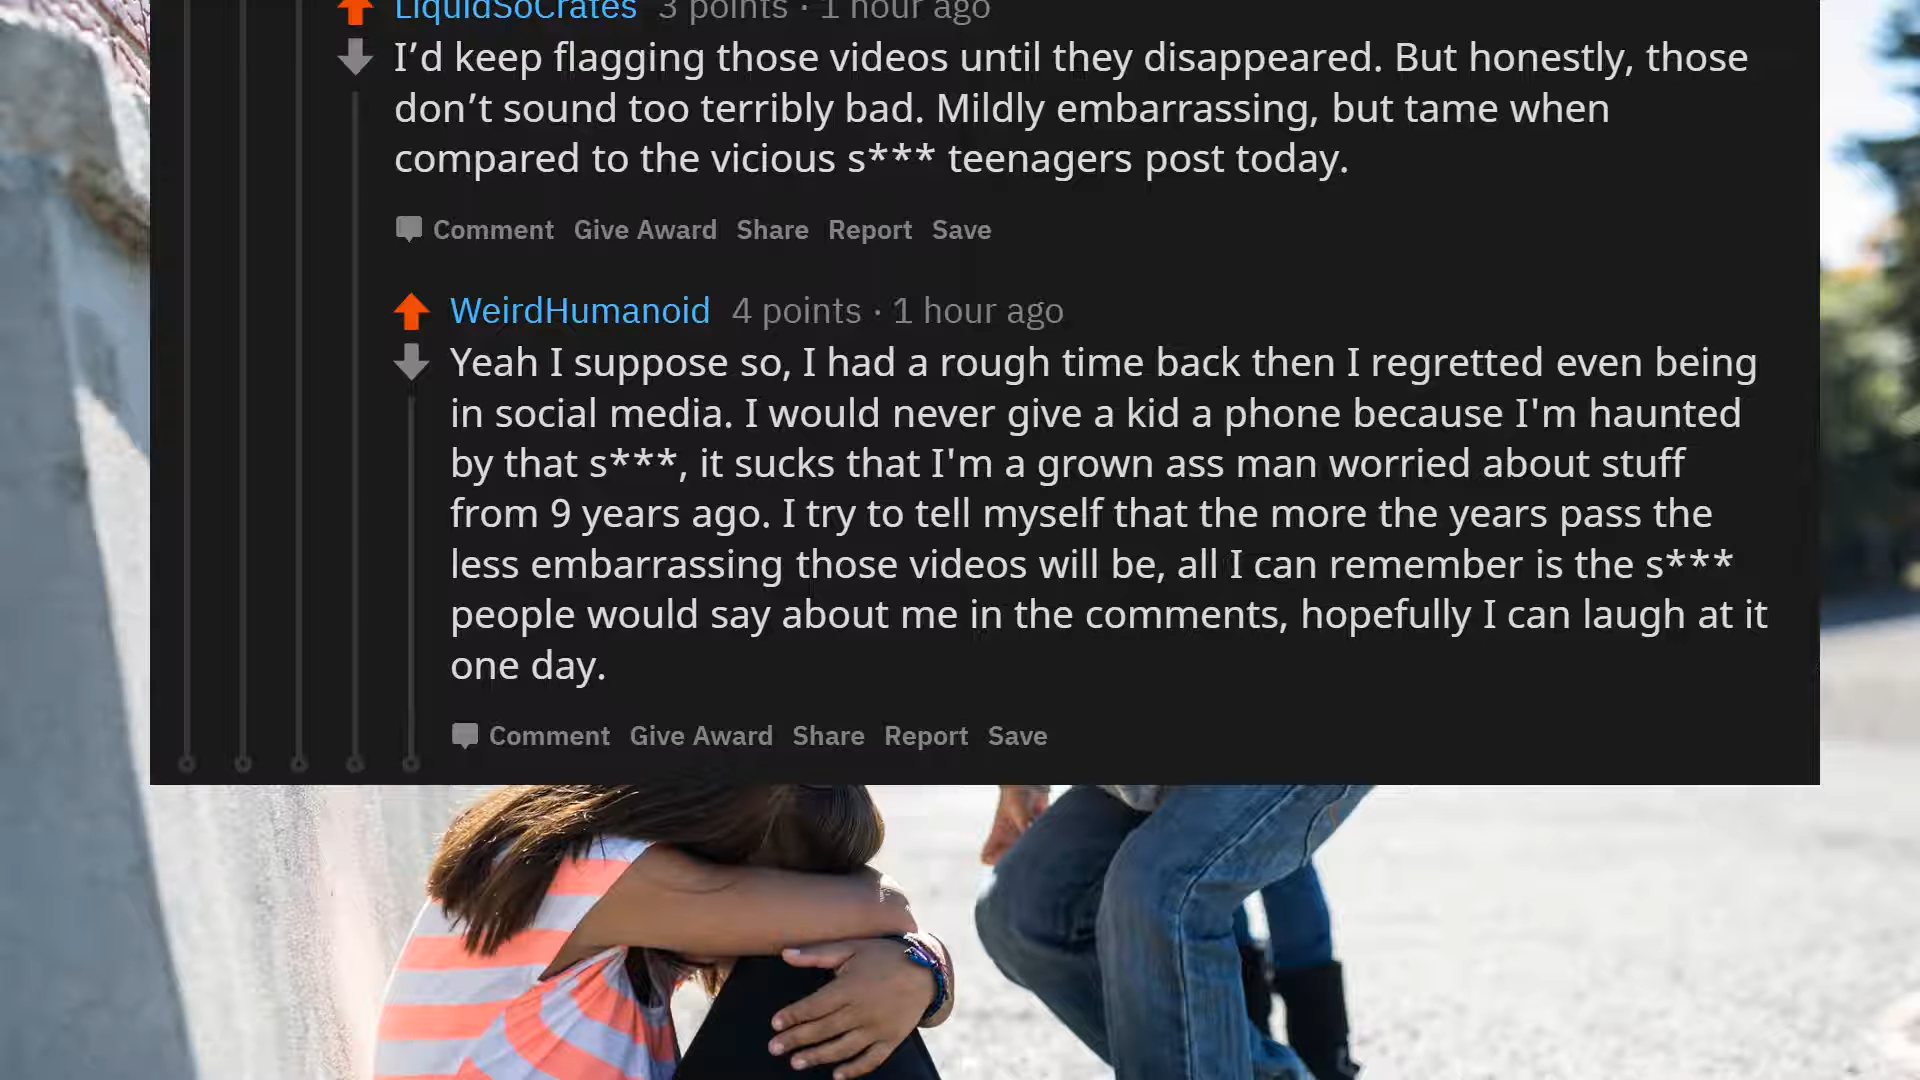 LiquidSoCrates 3 points · 1 hour ago
I’d keep flagging those videos until they disappeared. But honestly, those
don’t sound too terribly bad. Mildly embarrassing, but tame when
compared to the vicious s*** teenagers post today.
Comment Give Award Share Report Save
WeirdHumanoid 4 points · 1 hour ago
Yeah I suppose so, I had a rough time back then I regretted even being
in social media. I would never give a kid a phone because I'm haunted
by that s***, it sucks that I'm a grown ass man worried about stuff
from 9 years ago. I try to tell myself that the more the years pass the
less embarrassing those videos will be, all I can remember is the s***
people would say about me in the comments, hopefully I can laugh at it
one day.
Comment Give Award Share Report Save